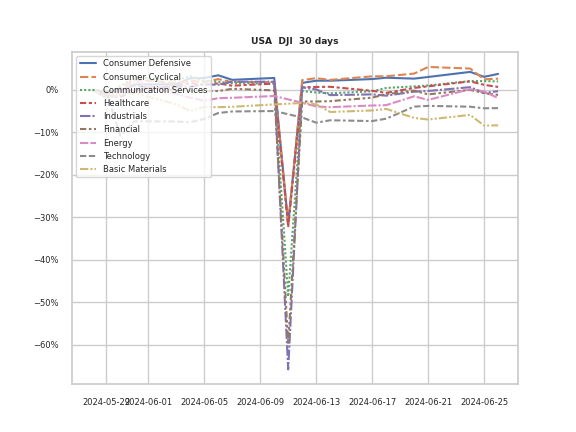 USA DJI 30 days
Consumer Defensive
Consumer Cyclical
Communication Services
Healthcare
Industrials
Financial
Energy
Technology
Basic Materials
0%
−10%
−20%
−30%
−40%
−50%
−60%
2024-05-29 2024-06-01 2024-06-05 2024-06-09 2024-06-13 2024-06-17 2024-06-21 2024-06-25